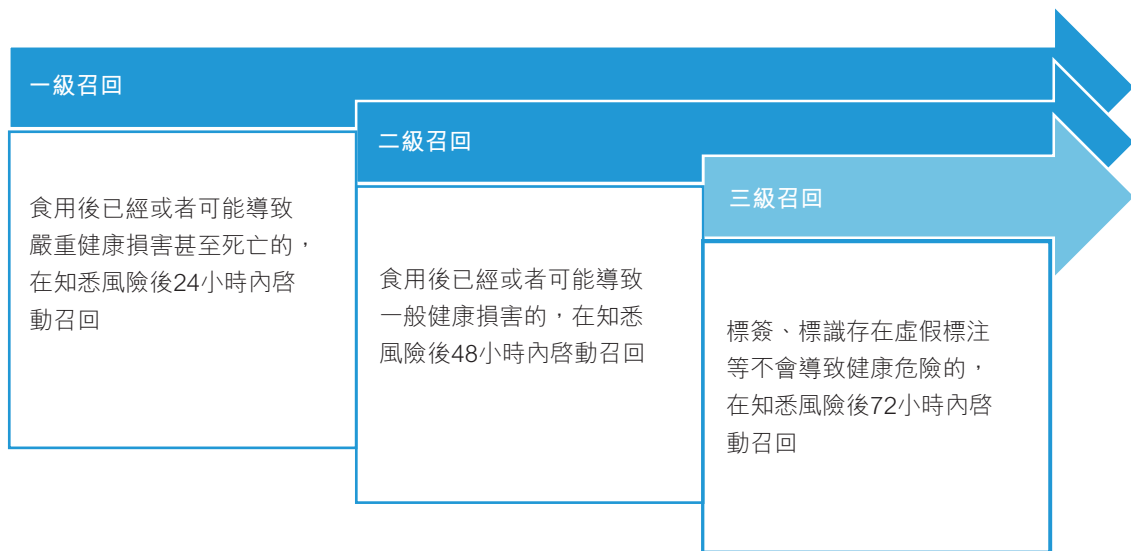 一級召回
食用後已經或者可能導致
嚴重健康損害甚至死亡的，
在知悉風險後24小時內啓
動召回
二級召回
食用後已經或者可能導致
一般健康損害的，在知悉
風險後48小時內啓動召回
三級召回
標簽、標識存在虛假標注
等不會導致健康危險的，
在知悉風險後72小時內啓
動召回